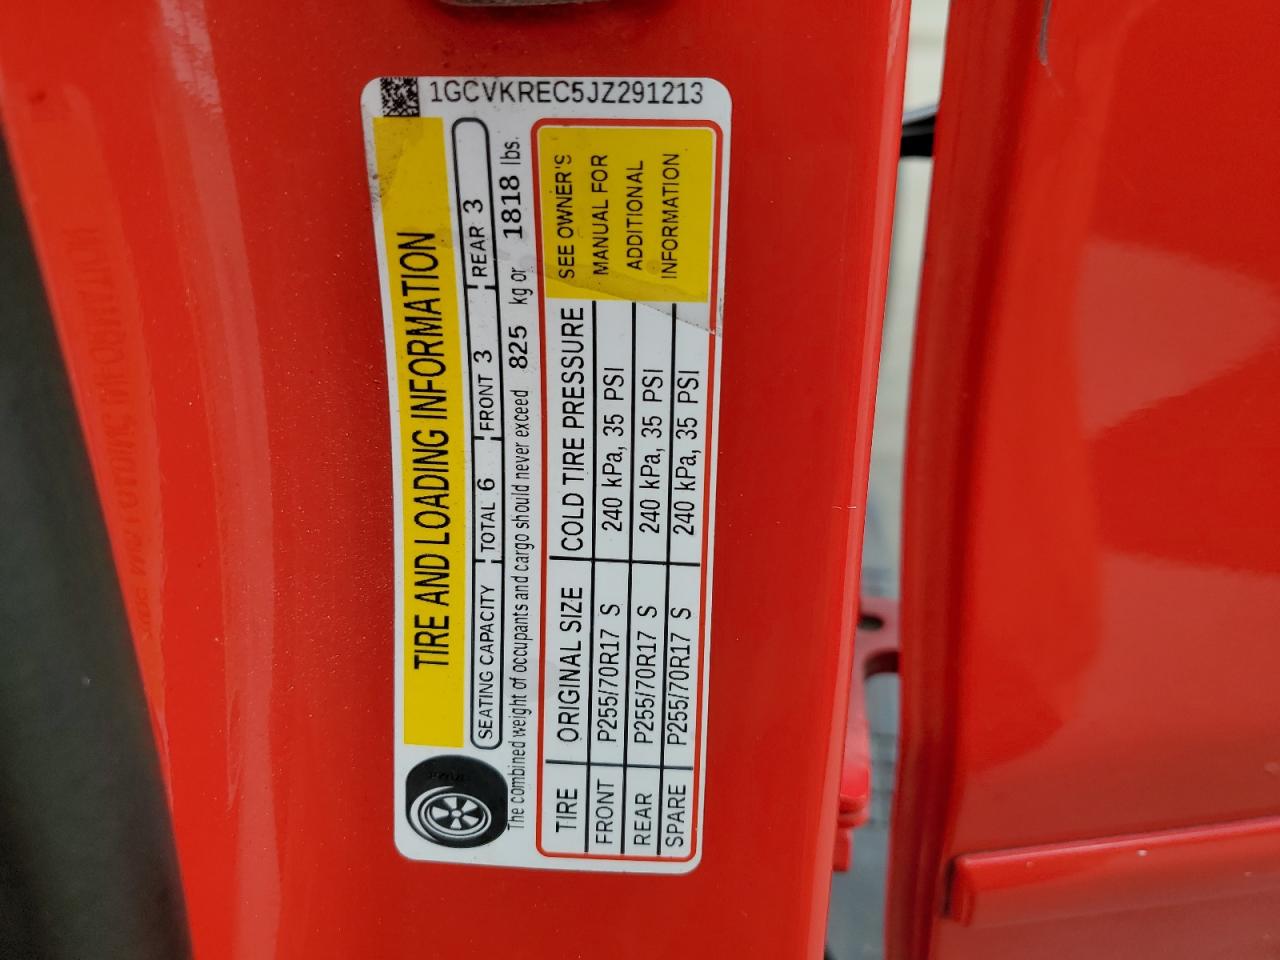 1GCVKREC5JZ291213
TIRE AND LOADING INFORMATION
SEATING CAPACITY TOTAL 6 FRONT 3 REAR 3
The combined weight of occupants and cargo should never exceed 825 kg or 1818 lbs.
TIRE ORIGINAL SIZE COLD TIRE PRESSURE
FRONT P255/70R17 S 240 kPa, 35 PSI
REAR P255/70R17 S 240 kPa, 35 PSI
SPARE P255/70R17 S 240 kPa, 35 PSI
SEE OWNER'S
MANUAL FOR
ADDITIONAL
INFORMATION